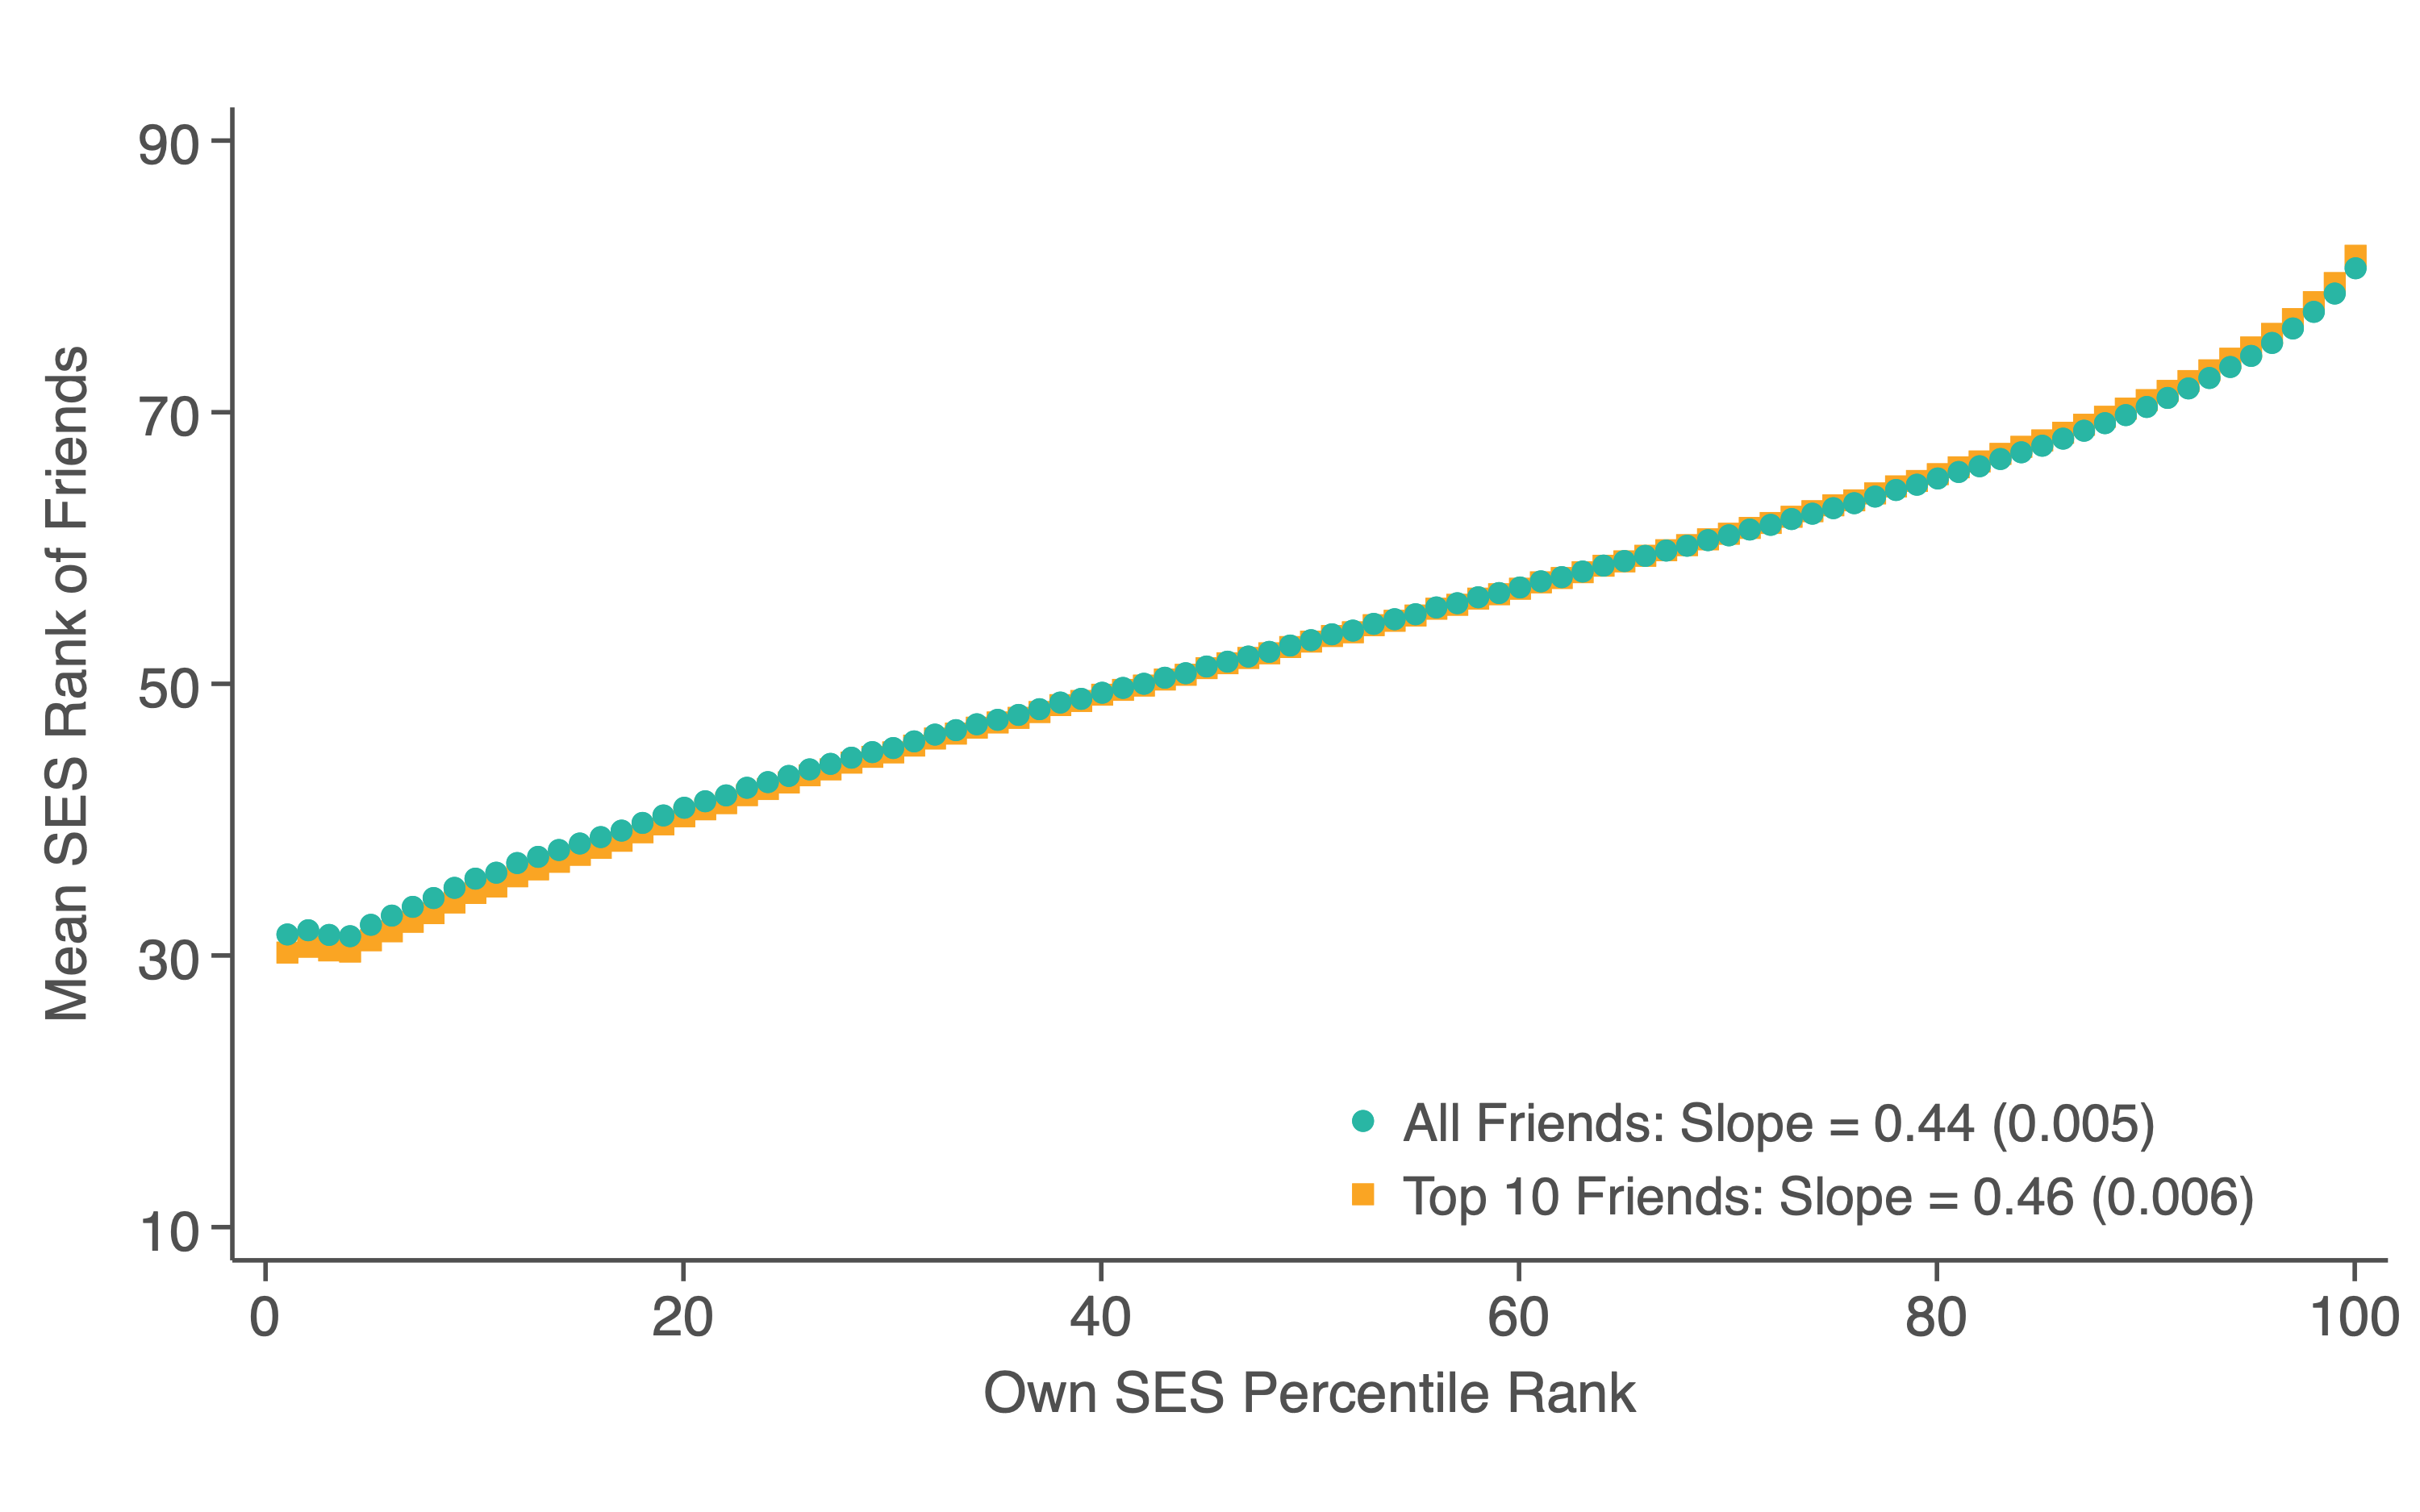 90
70
50
30
10
Mean SES Rank of Friends
All Friends: Slope = 0.44 (0.005)
Top 10 Friends: Slope = 0.46 (0.006)
0 20 40 60 80 100
Own SES Percentile Rank